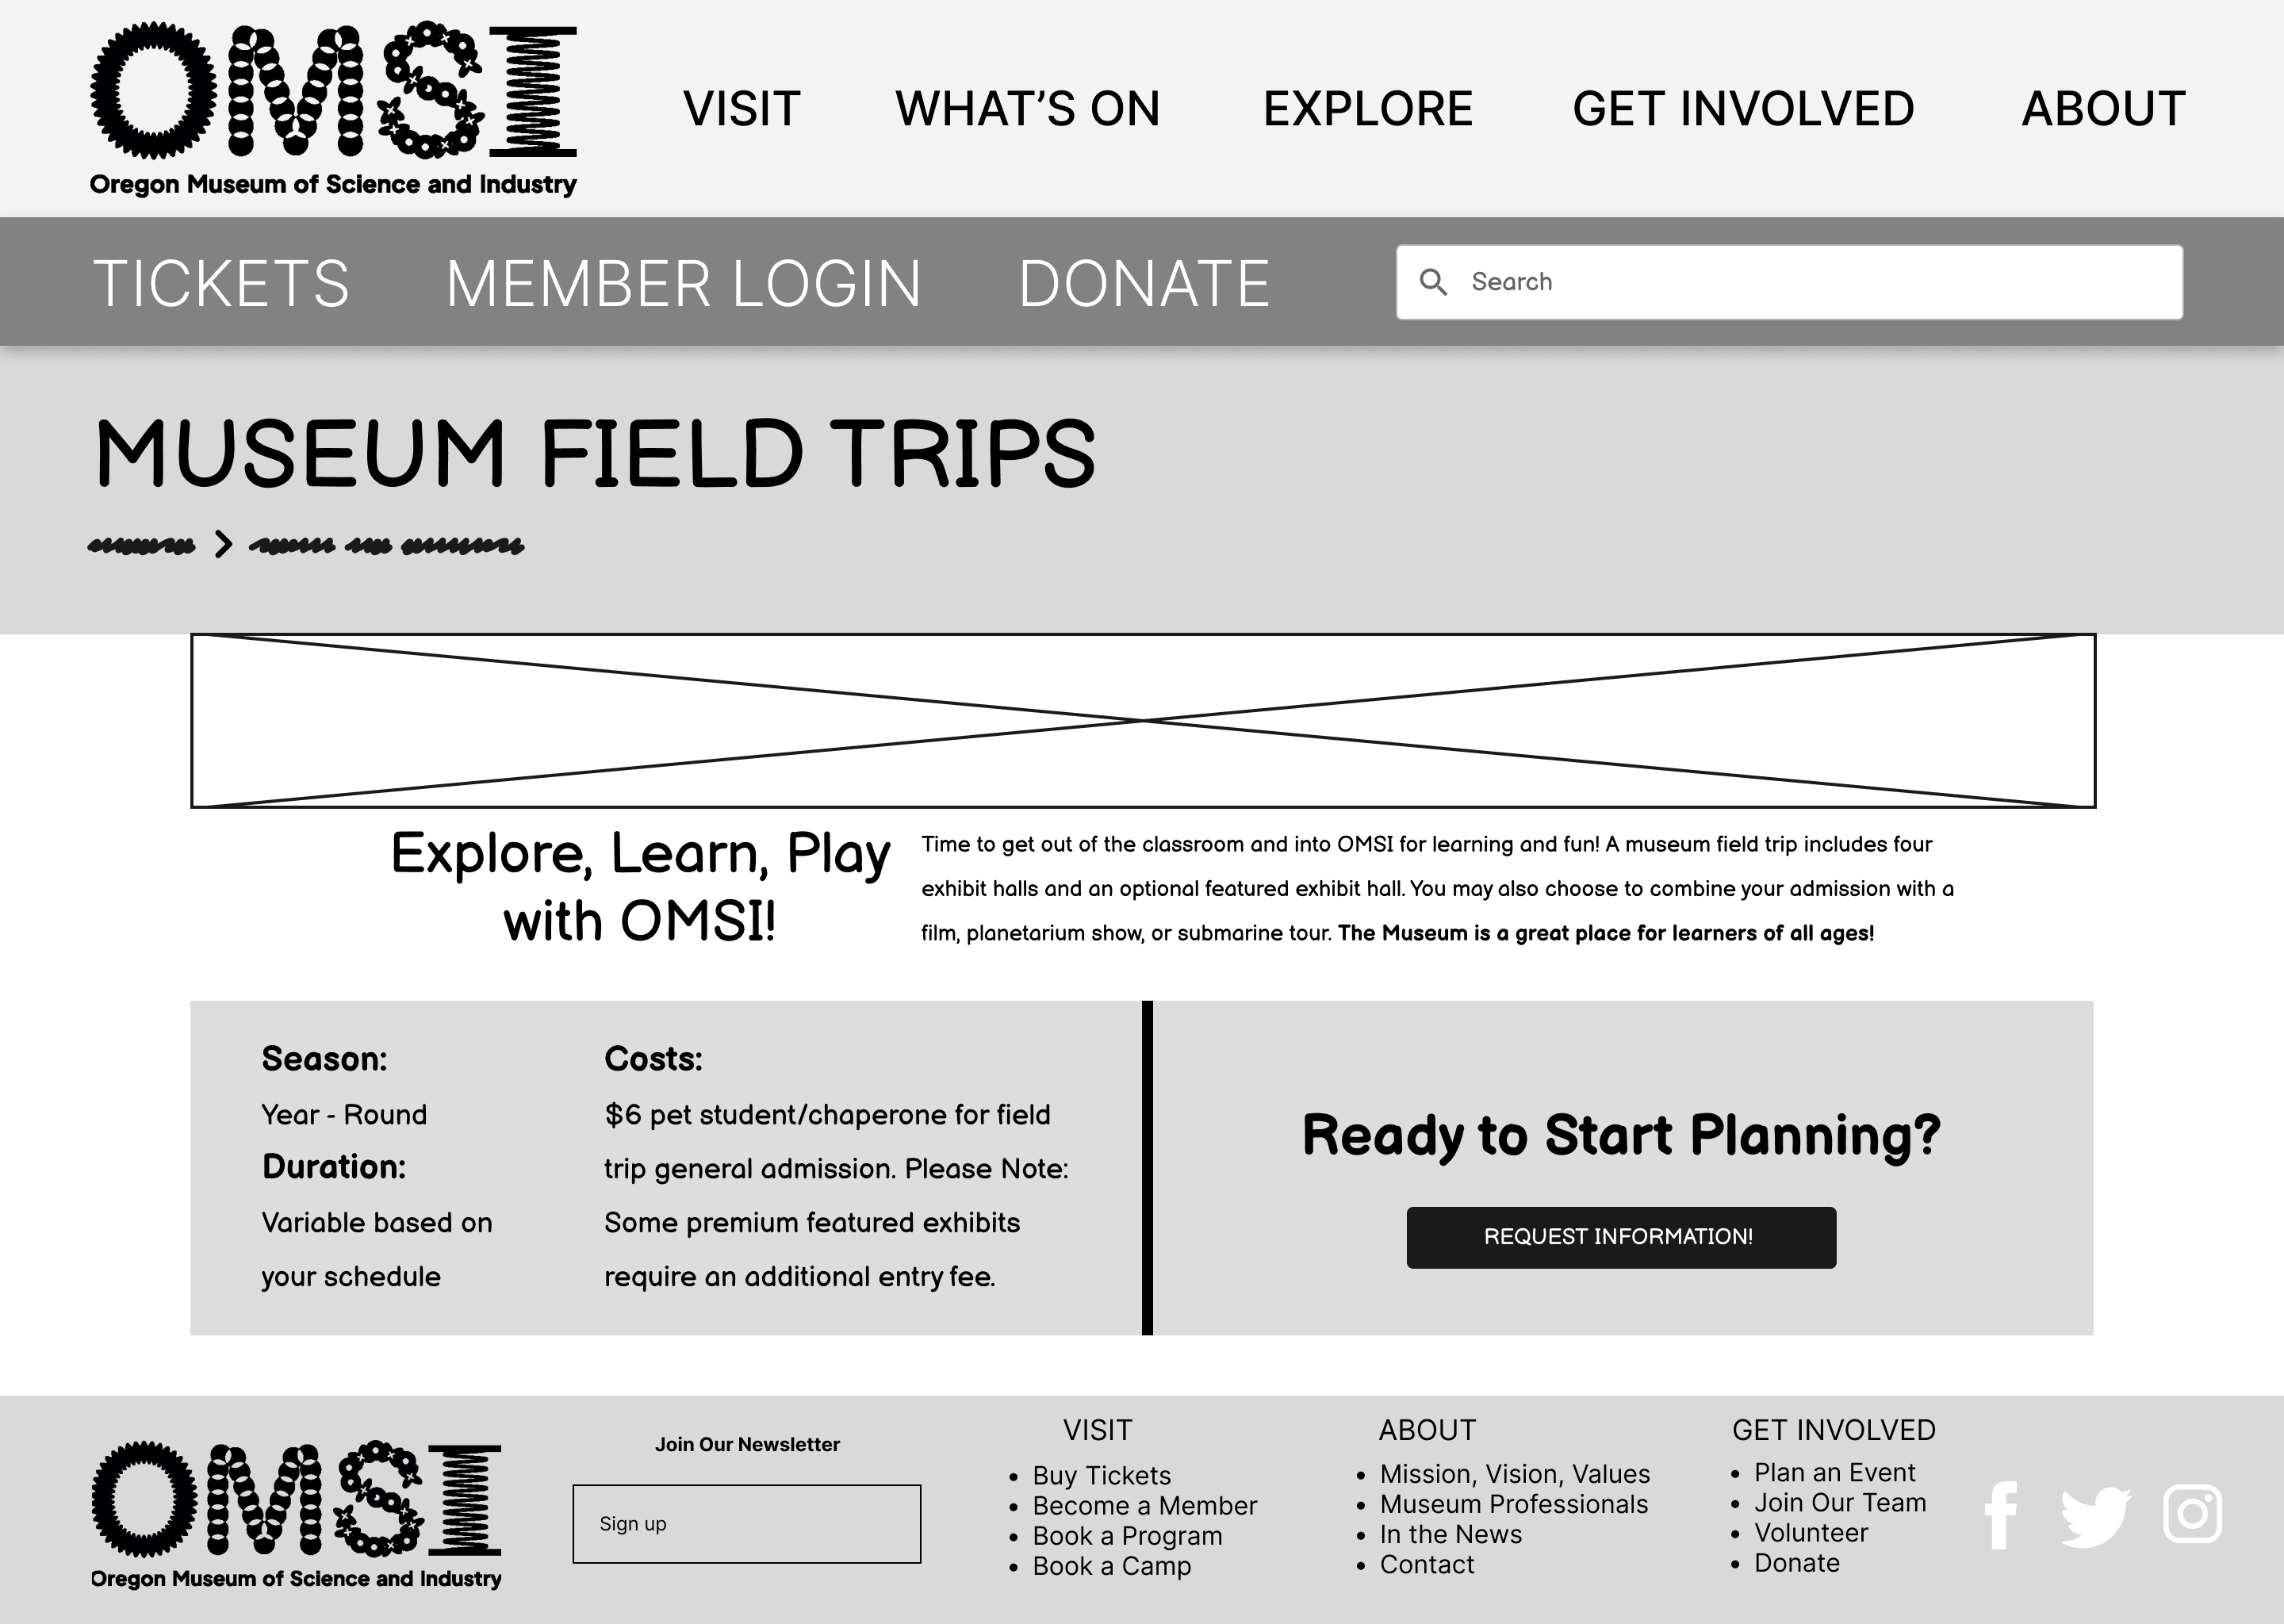 OMSI
Oregon Museum of Science and Industry
VISIT WHAT’S ON EXPLORE GET INVOLVED ABOUT
TICKETS MEMBER LOGIN DONATE Search
MUSEUM FIELD TRIPS
Explore, Learn, Play
with OMSI!
Time to get out of the classroom and into OMSI for learning and fun! A museum field trip includes four
exhibit halls and an optional featured exhibit hall. You may also choose to combine your admission with a
film, planetarium show, or submarine tour. The Museum is a great place for learners of all ages!
Season:
Year - Round
Duration:
Variable based on
your schedule
Costs:
$6 pet student/chaperone for field
trip general admission. Please Note:
Some premium featured exhibits
require an additional entry fee.
Ready to Start Planning?
REQUEST INFORMATION!
OMSI
Oregon Museum of Science and Industry
Join Our Newsletter
Sign up
VISIT
Buy Tickets
Become a Member
Book a Program
Book a Camp
ABOUT
Mission, Vision, Values
Museum Professionals
In the News
Contact
GET INVOLVED
Plan an Event
Join Our Team
Volunteer
Donate